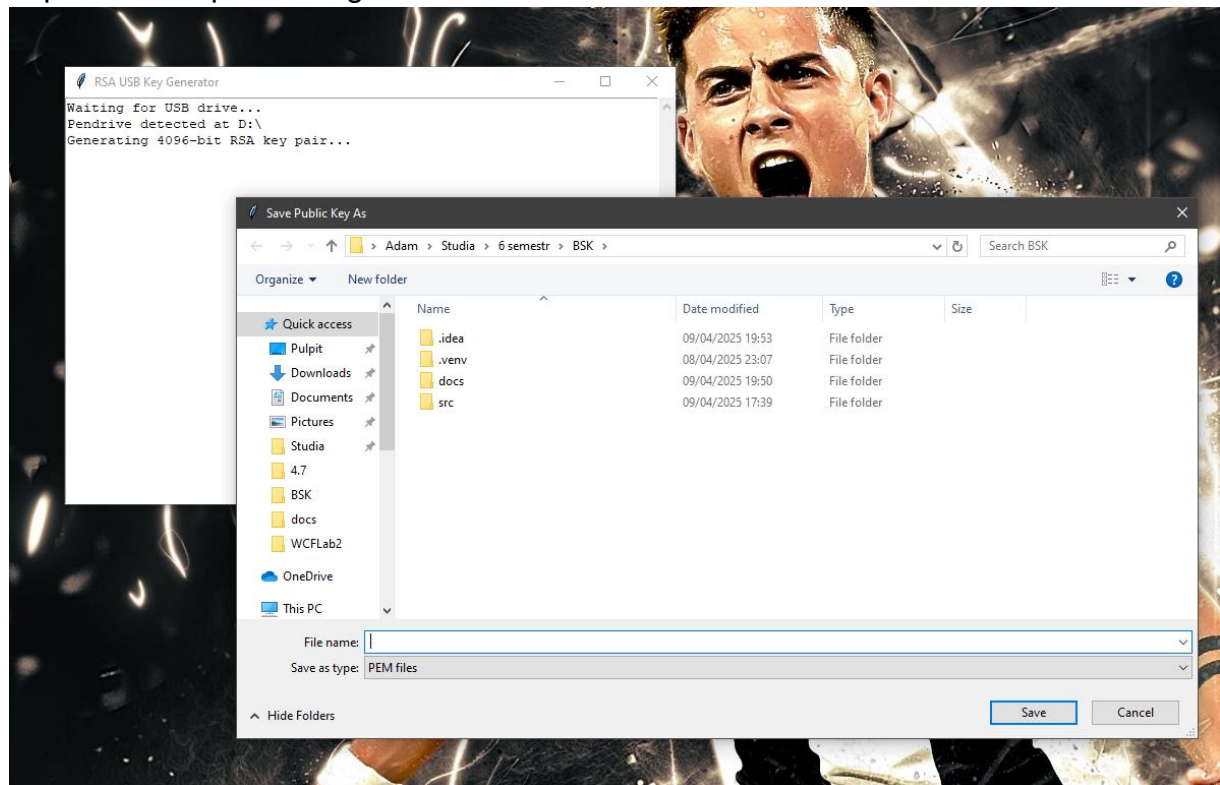 RSA USB Key Generator
Waiting for USB drive...
Pendrive detected at D:\
Generating 4096-bit RSA key pair...
Save Public Key As
Adam > Studia > 6 semestr > BSK >
Search BSK
Organize
New folder
Name
Date modified
Type
Size
Quick access
Pulpit
Downloads
Documents
Pictures
Studia
4.7
BSK
docs
WCFLab2
OneDrive
This PC
.idea 09/04/2025 19:53 File folder
.venv 08/04/2025 23:07 File folder
docs 09/04/2025 19:50 File folder
src 09/04/2025 17:39 File folder
File name:
Save as type: PEM files
Hide Folders
Save
Cancel